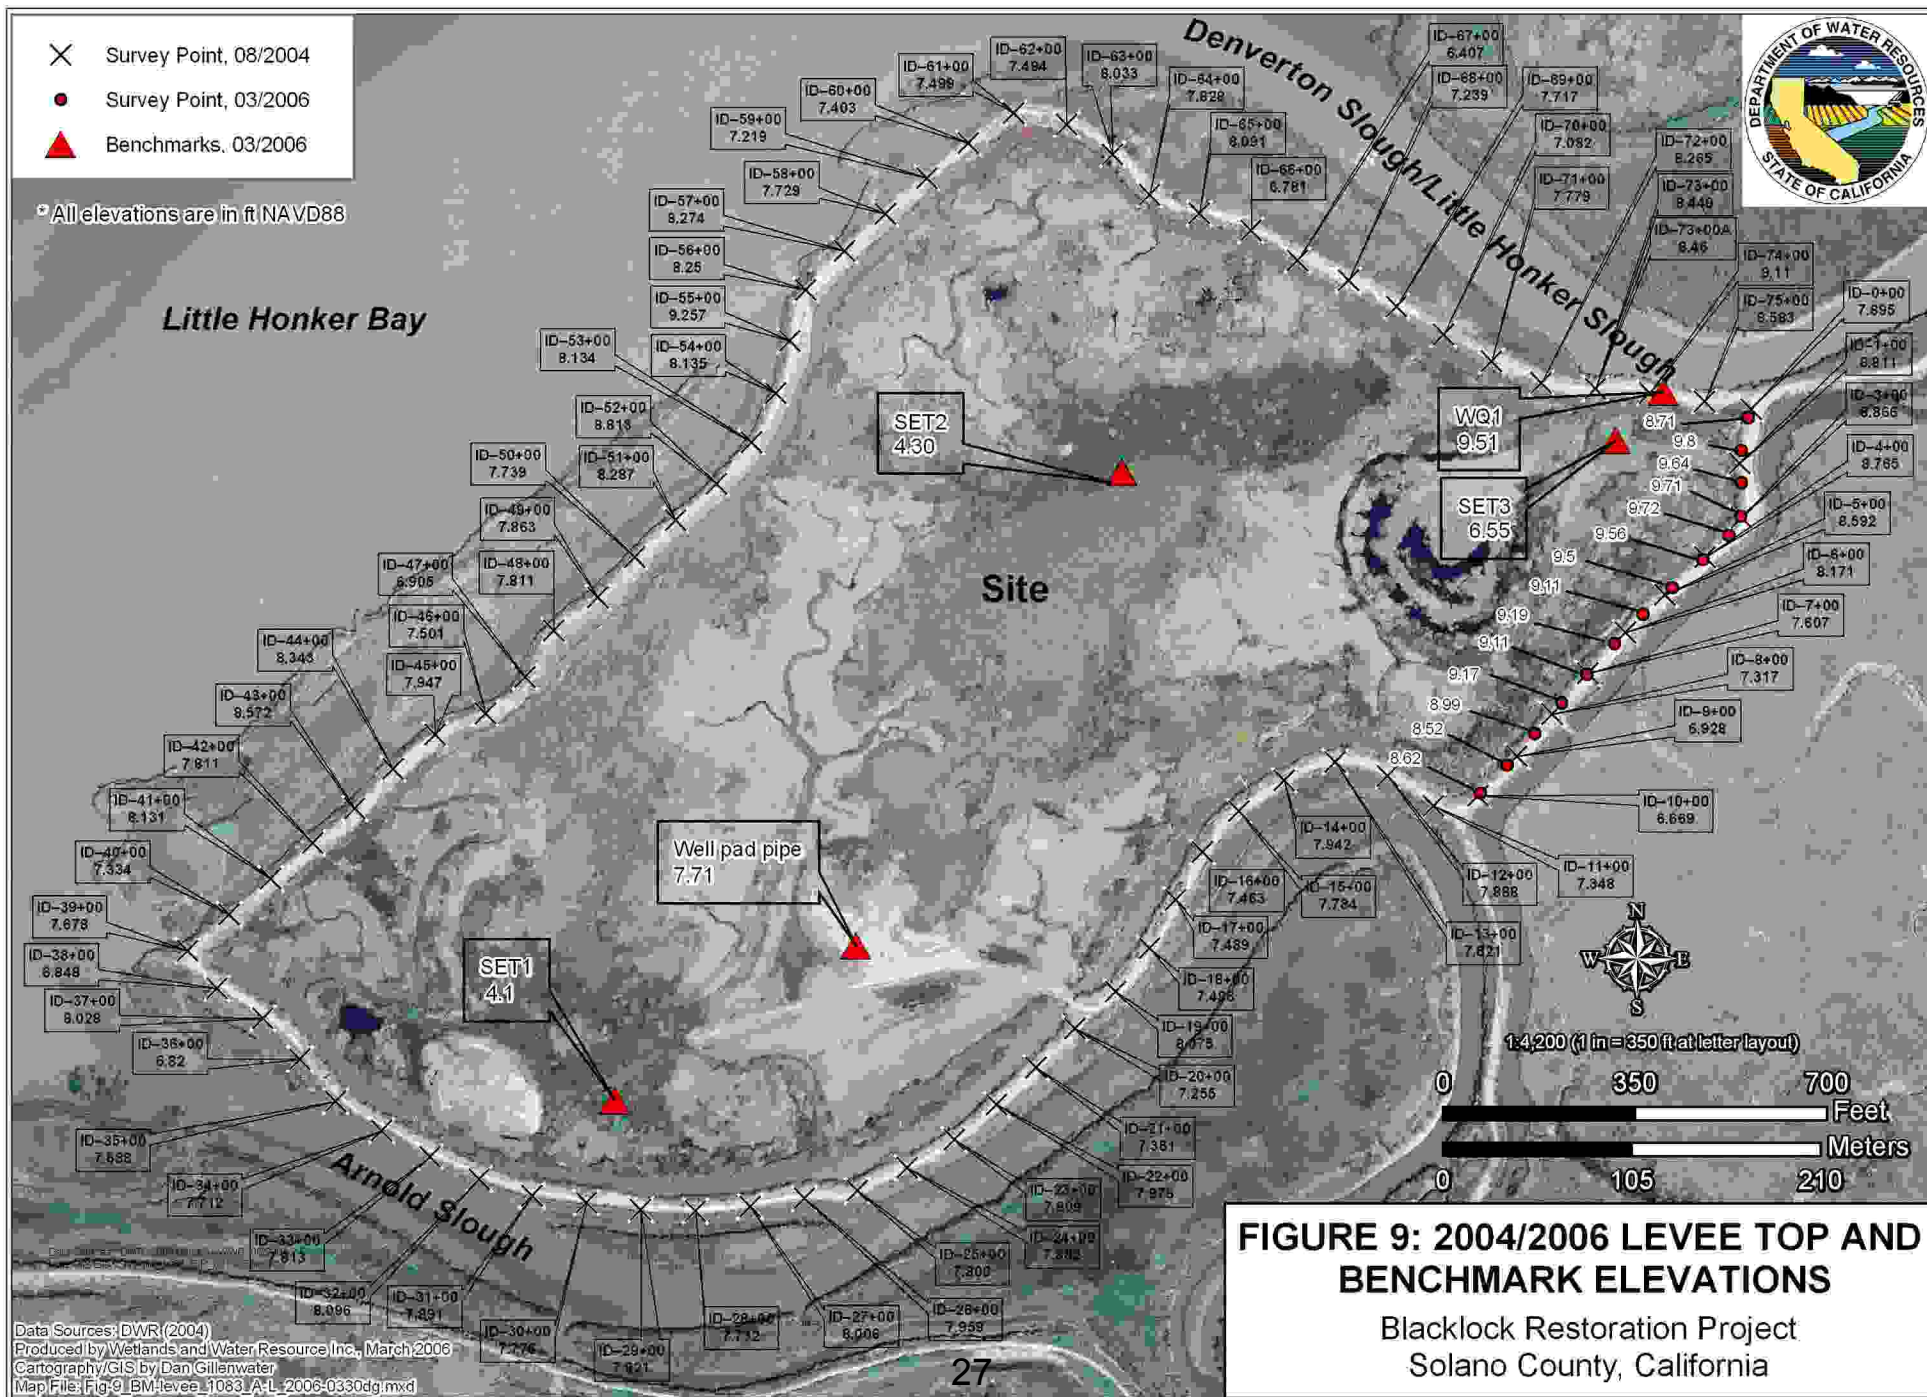 Survey Point, 08/2004
Survey Point, 03/2006
Benchmarks, 03/2006
* All elevations are in ft NAVD88
DEPARTMENT OF WATER RESOURCES
STATE OF CALIFORNIA
Little Honker Bay
Denverton Slough/Little Honker Slough
Arnold Slough
Site
SET2
4.30
WQ1
9.51
SET3
6.55
Well pad pipe
7.71
SET1
4.1
ID-62+00
7.494
ID-61+00
7.499
ID-60+00
7.403
ID-59+00
7.219
ID-58+00
7.729
ID-57+00
8.274
ID-56+00
8.25
ID-55+00
9.257
ID-54+00
8.135
ID-53+00
8.134
ID-52+00
8.813
ID-51+00
8.287
ID-50+00
7.739
ID-49+00
7.863
ID-48+00
7.811
ID-47+00
6.905
ID-46+00
7.501
ID-45+00
7.947
ID-44+00
8.343
ID-43+00
8.572
ID-42+00
7.811
ID-41+00
8.131
ID-40+00
7.334
ID-39+00
7.678
ID-38+00
6.848
ID-37+00
8.028
ID-36+00
6.82
ID-35+00
ID-34+00
7.712
ID-33+00
7.813
ID-32+00
8.096
ID-31+00
7.891
ID-30+00
7.776
ID-29+00
7.921
ID-28+00
7.732
ID-27+00
8.006
ID-26+00
7.959
ID-25+00
7.800
ID-24+00
ID-23+00
7.809
ID-22+00
7.975
ID-21+00
7.381
ID-20+00
7.255
ID-19+00
8.075
ID-18+00
ID-17+00
7.489
ID-16+00
7.463
ID-15+00
7.784
ID-14+00
7.942
ID-13+00
7.821
ID-12+00
7.888
ID-11+00
7.348
ID-10+00
6.669
ID-9+00
6.928
ID-8+00
7.317
ID-7+00
7.607
ID-6+00
8.171
ID-5+00
8.592
ID-4+00
8.765
ID-3+00
8.866
ID-1+00
8.811
ID-0+00
7.895
ID-75+00
8.583
ID-74+00
9.11
ID-73+00A
8.46
ID-73+00
8.440
ID-72+00
8.265
ID-71+00
7.779
ID-70+00
7.082
ID-69+00
7.717
ID-68+00
7.239
ID-67+00
6.407
ID-66+00
6.781
ID-65+00
8.091
ID-64+00
7.828
ID-63+00
8.033
8.71
9.8
9.64
9.71
9.72
9.56
9.5
9.11
9.19
9.11
9.17
8.99
8.52
8.62
N
W
E
S
1:4,200 (1 in = 350 ft at letter layout)
0 350 700
Feet
Meters
0 105 210
FIGURE 9: 2004/2006 LEVEE TOP AND
BENCHMARK ELEVATIONS
Blacklock Restoration Project
Solano County, California
Data Sources: DWR (2004)
Produced by Wetlands and Water Resource Inc., March 2006
Cartography/GIS by Dan Gillenwater
Map File: Fig-9_BM-levee_1083_A-L_2006-0330dg.mxd
27